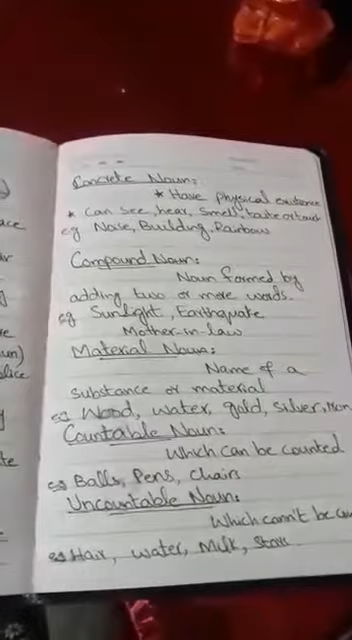 Concrete Noun:
* Have physical existence
* Can see, hear, smell, taste or touch
eg Noise, Building, Rainbow
Compound Noun:
Noun formed by
adding two or more words.
eg Sunlight, Earthquake
Mother-in-law
Material Noun:
Name of a
substance or material
eg Wood, water, gold, silver, Iron
Countable Noun:
Which can be counted
eg Balls, Pens, Chairs
Uncountable Noun:
Which can't be
eg Hair, water, Milk,
un)